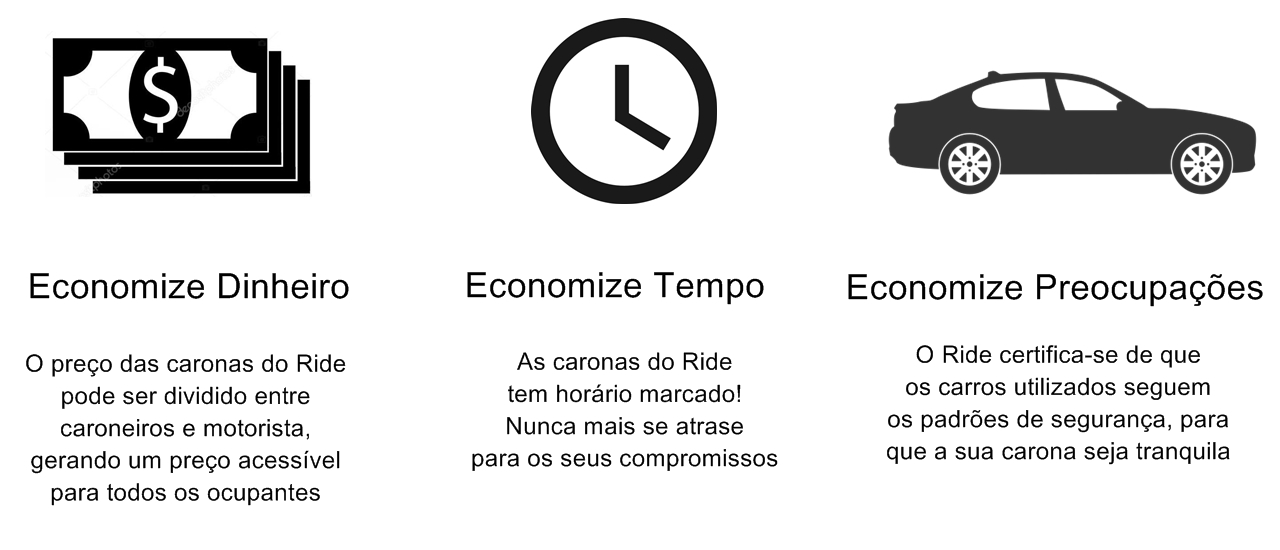 $
Economize Dinheiro
O preço das caronas do Ride
pode ser dividido entre
caroneiros e motorista,
gerando um preço acessível
para todos os ocupantes
Economize Tempo
As caronas do Ride
tem horário marcado!
Nunca mais se atrase
para os seus compromissos
Economize Preocupações
O Ride certifica-se de que
os carros utilizados seguem
os padrões de segurança, para
que a sua carona seja tranquila